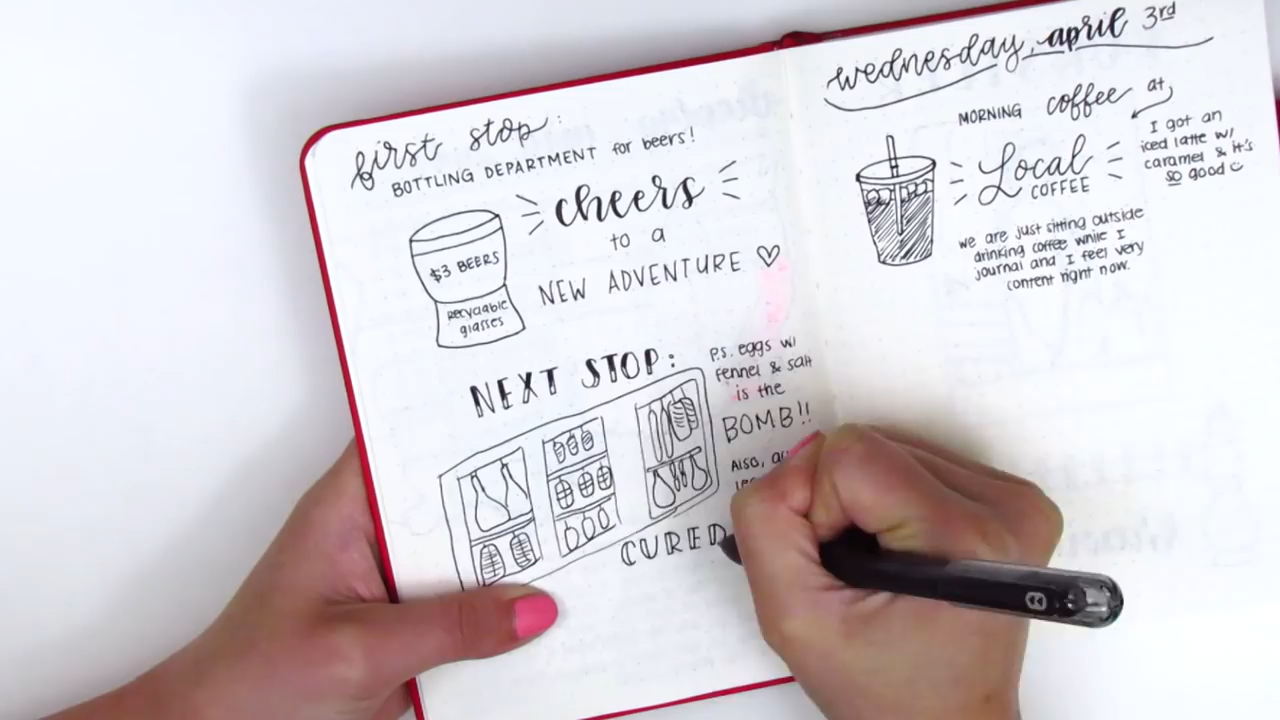 first stop:
BOTTLING DEPARTMENT for beers!
cheers
to a
NEW ADVENTURE
$3 BEERS
recyclable
glasses
NEXT STOP:
P.S. eggs w/
fennel & salt
is the
BOMB!!
Also,
CURED
wednesday, april 3rd
MORNING coffee at
Local
COFFEE
I got an
iced latte w/
caramel & it's
so good
we are just sitting outside
drinking coffee while I
journal and I feel very
content right now.